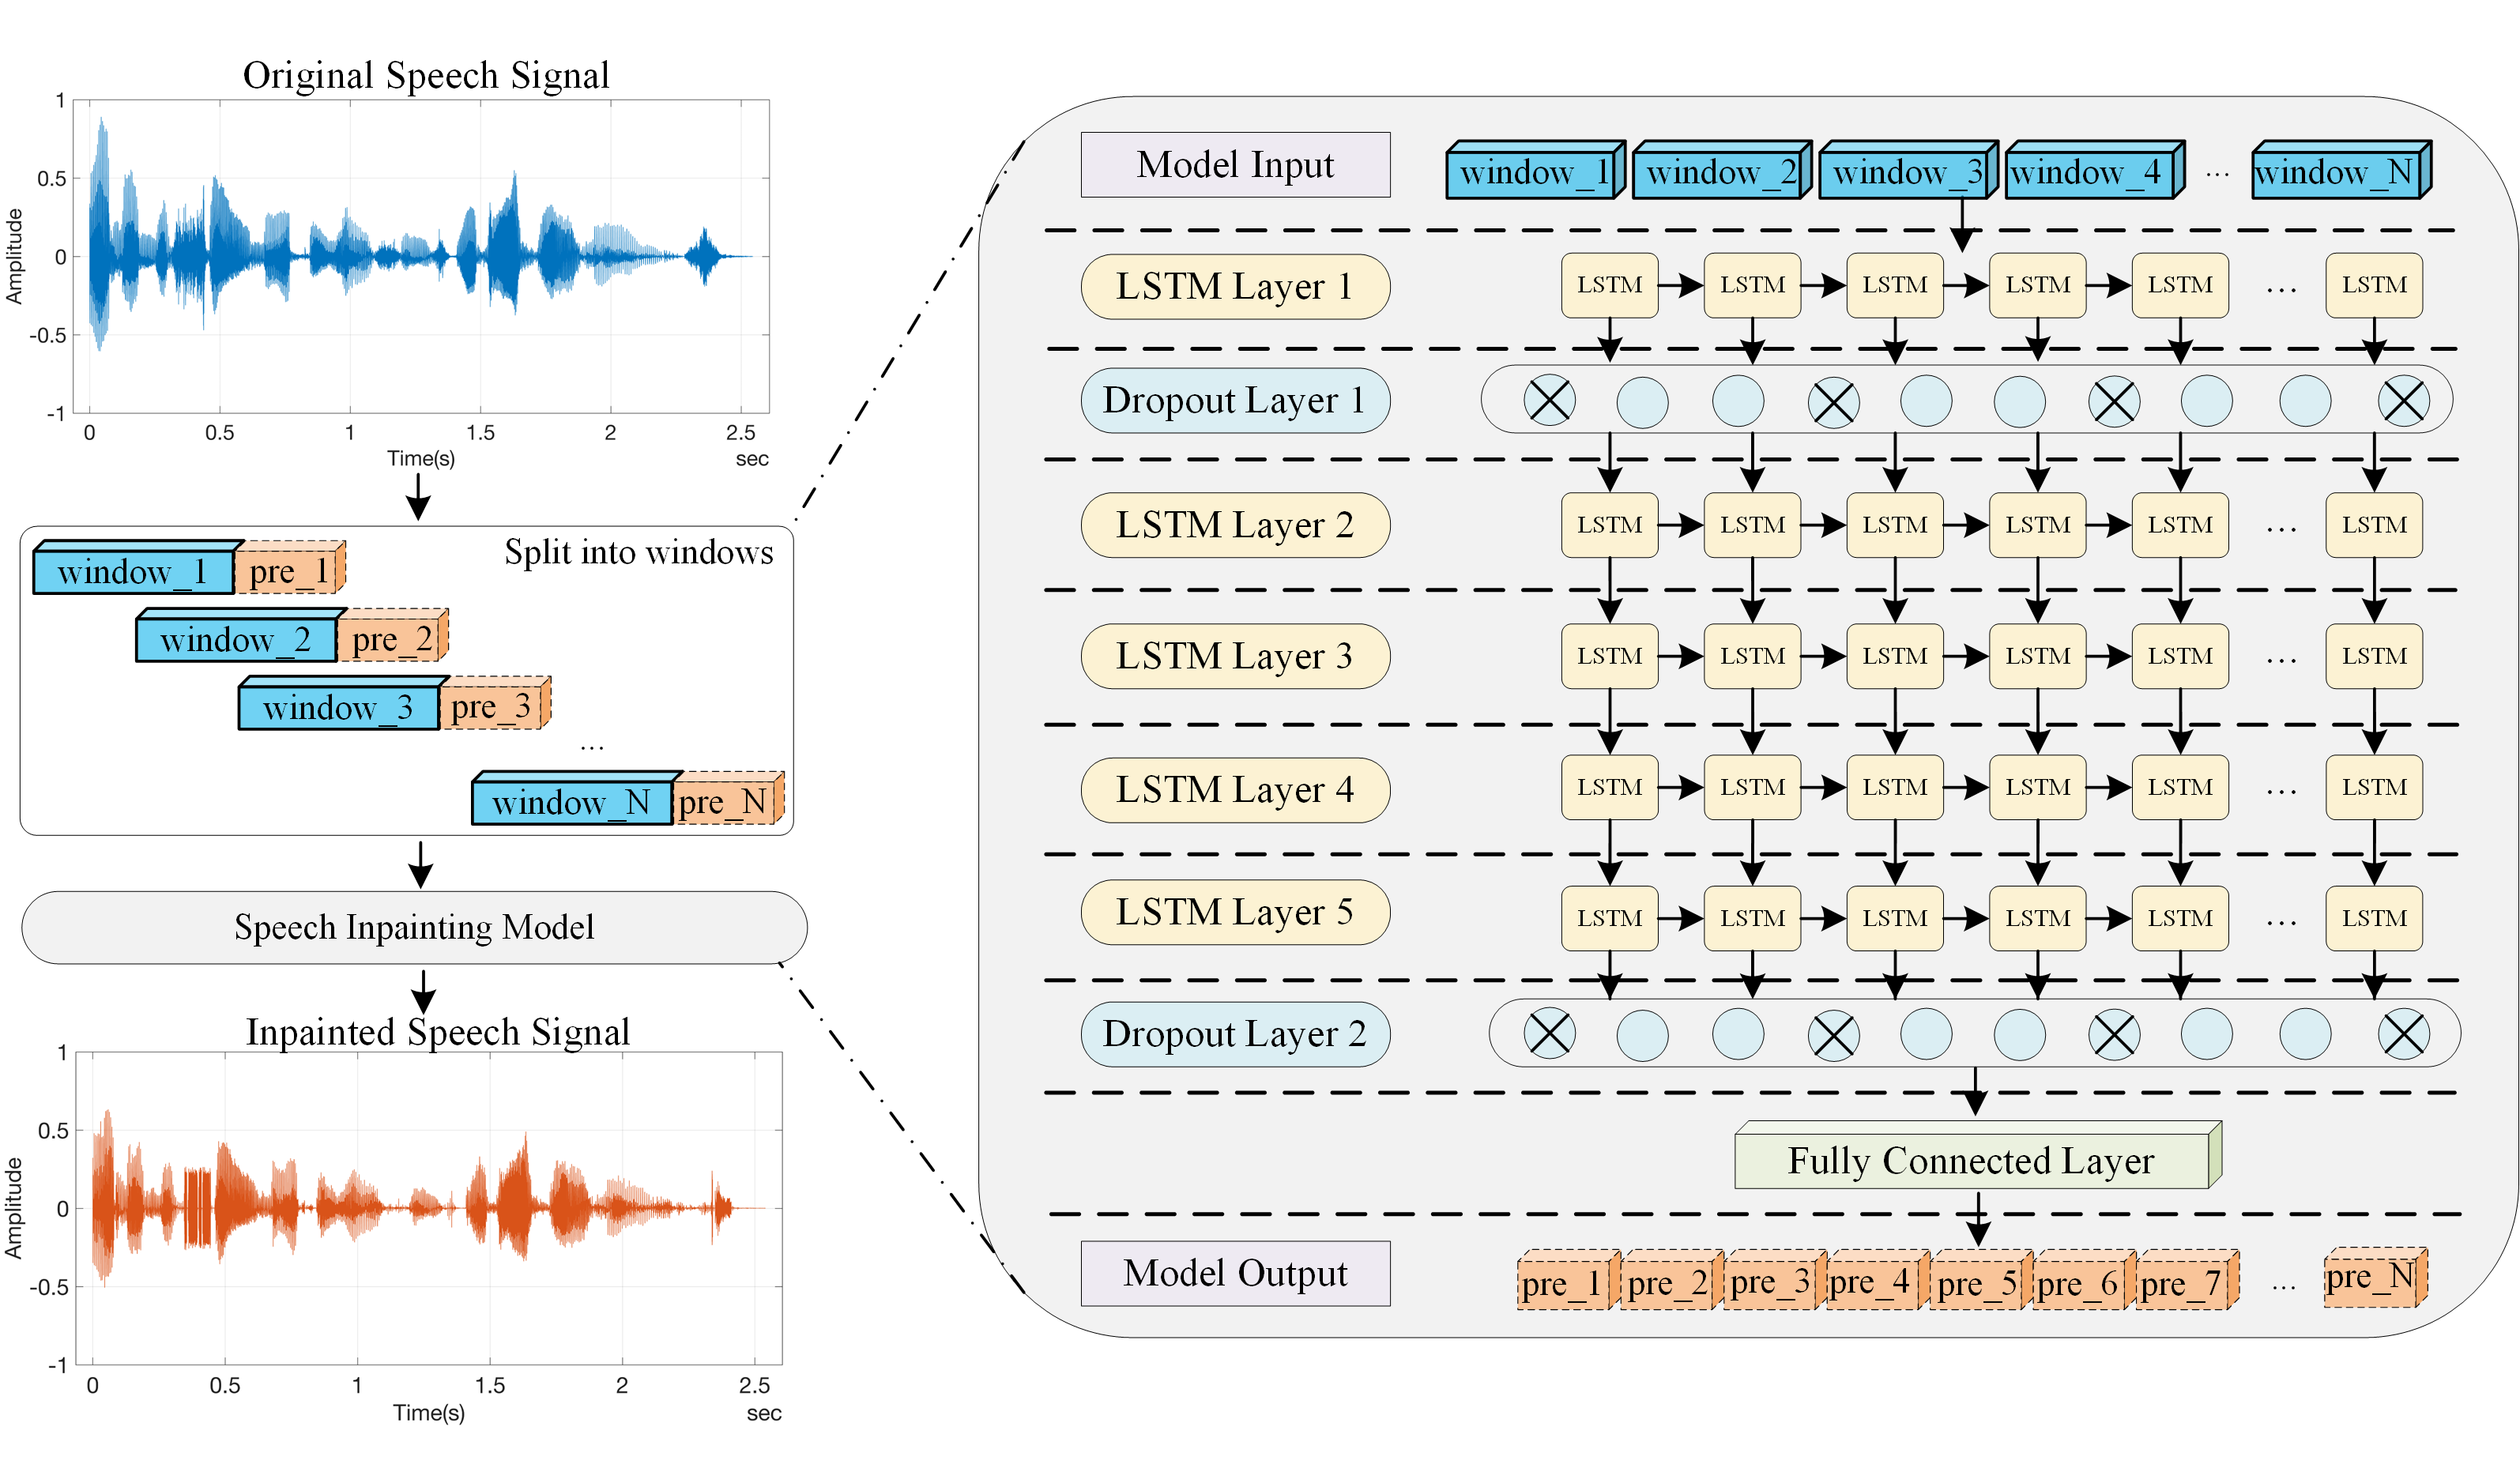 Original Speech Signal
1
0.5
0
-0.5
-1
Amplitude
0 0.5 1 1.5 2 2.5
Time(s) sec
Split into windows
window_1 pre_1
window_2 pre_2
window_3 pre_3
...
window_N pre_N
Speech Inpainting Model
Inpainted Speech Signal
1
0.5
0
-0.5
-1
Amplitude
0 0.5 1 1.5 2 2.5
Time(s) sec
Model Input window_1 window_2 window_3 window_4 ... window_N
LSTM Layer 1 LSTM LSTM LSTM LSTM LSTM ... LSTM
Dropout Layer 1
LSTM Layer 2 LSTM LSTM LSTM LSTM LSTM ... LSTM
LSTM Layer 3 LSTM LSTM LSTM LSTM LSTM ... LSTM
LSTM Layer 4 LSTM LSTM LSTM LSTM LSTM ... LSTM
LSTM Layer 5 LSTM LSTM LSTM LSTM LSTM ... LSTM
Dropout Layer 2
Fully Connected Layer
Model Output pre_1 pre_2 pre_3 pre_4 pre_5 pre_6 pre_7 ... pre_N